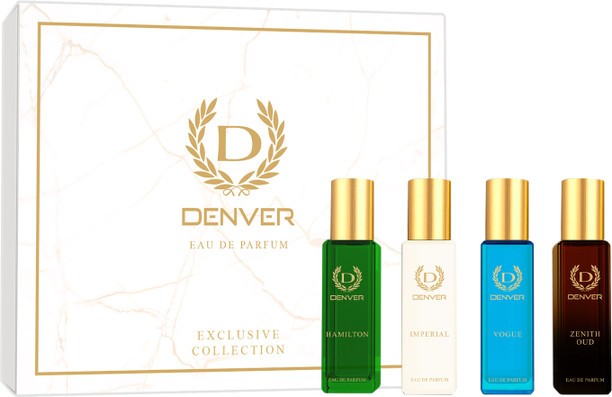 D
DENVER
EAU DE PARFUM
EXCLUSIVE
COLLECTION
D
DENVER
HAMILTON
EAU DE PARFUM
D
DENVER
IMPERIAL
EAU DE PARFUM
D
DENVER
VOGUE
EAU DE PARFUM
D
DENVER
ZENITH
OUD
EAU DE PARFUM